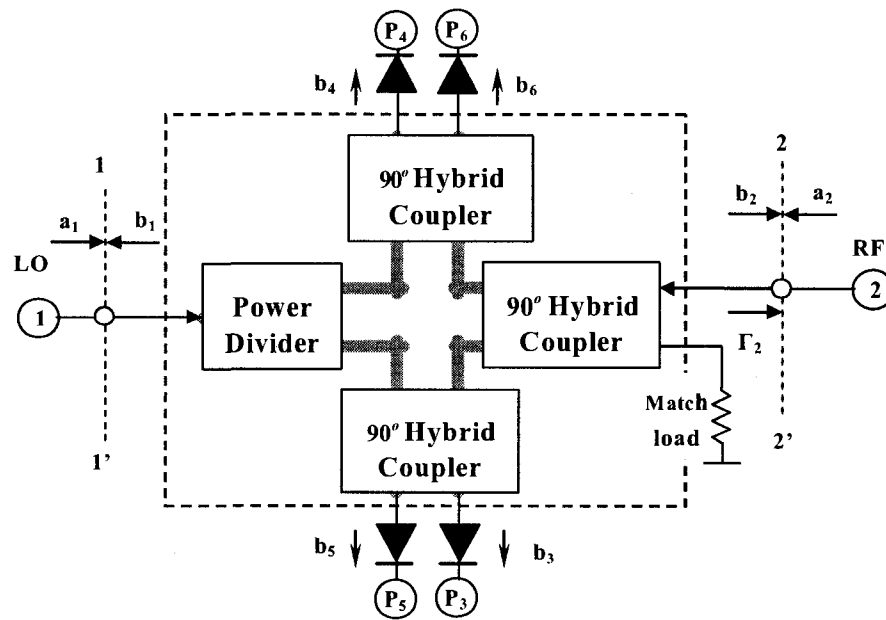 P₄ P₆
b₄ b₆
1
2
90° Hybrid
Coupler
a₁ b₁
b₂ a₂
LO
RF
1
Power
Divider
90° Hybrid
Coupler
2
Γ₂
90° Hybrid
Coupler
Match
load
1'
2'
b₅ b₃
P₅ P₃